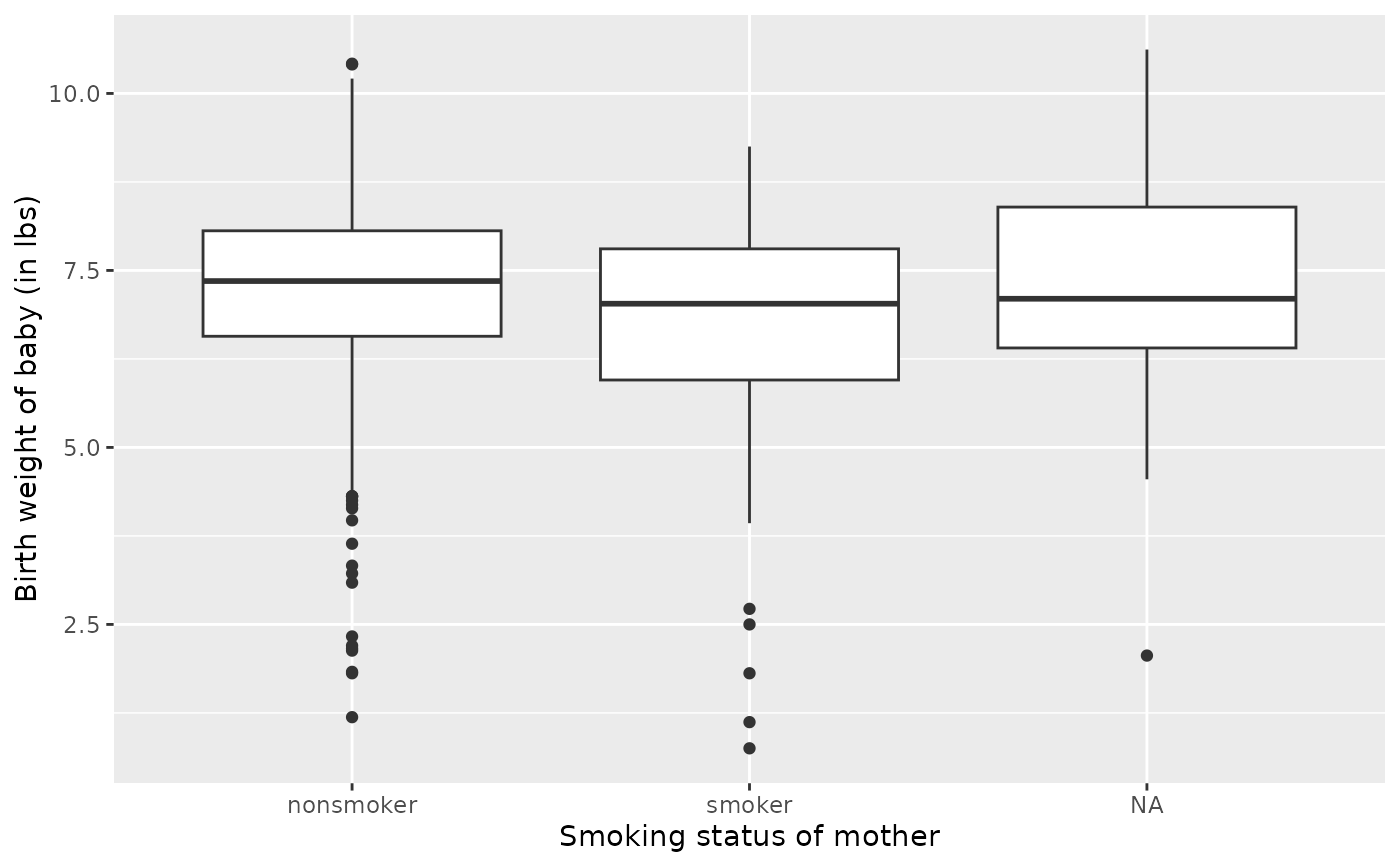 Birth weight of baby (in lbs)
10.0
7.5
5.0
2.5
nonsmoker smoker NA
Smoking status of mother